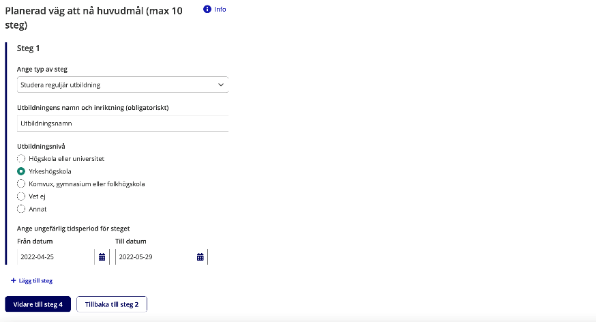 Planerad väg att nå huvudmål (max 10
steg)
Info
Steg 1
Ange typ av steg
Studera reguljär utbildning
Utbildningens namn och inriktning (obligatoriskt)
Utbildningsnamn
Utbildningsnivå
Högskola eller universitet
Yrkeshögskola
Komvux, gymnasium eller folkhögskola
Vet ej
Annat
Ange ungefärlig tidsperiod för steget
Från datum Till datum
2022-04-25 2022-05-29
+ Lägg till steg
Vidare till steg 4 Tillbaka till steg 2